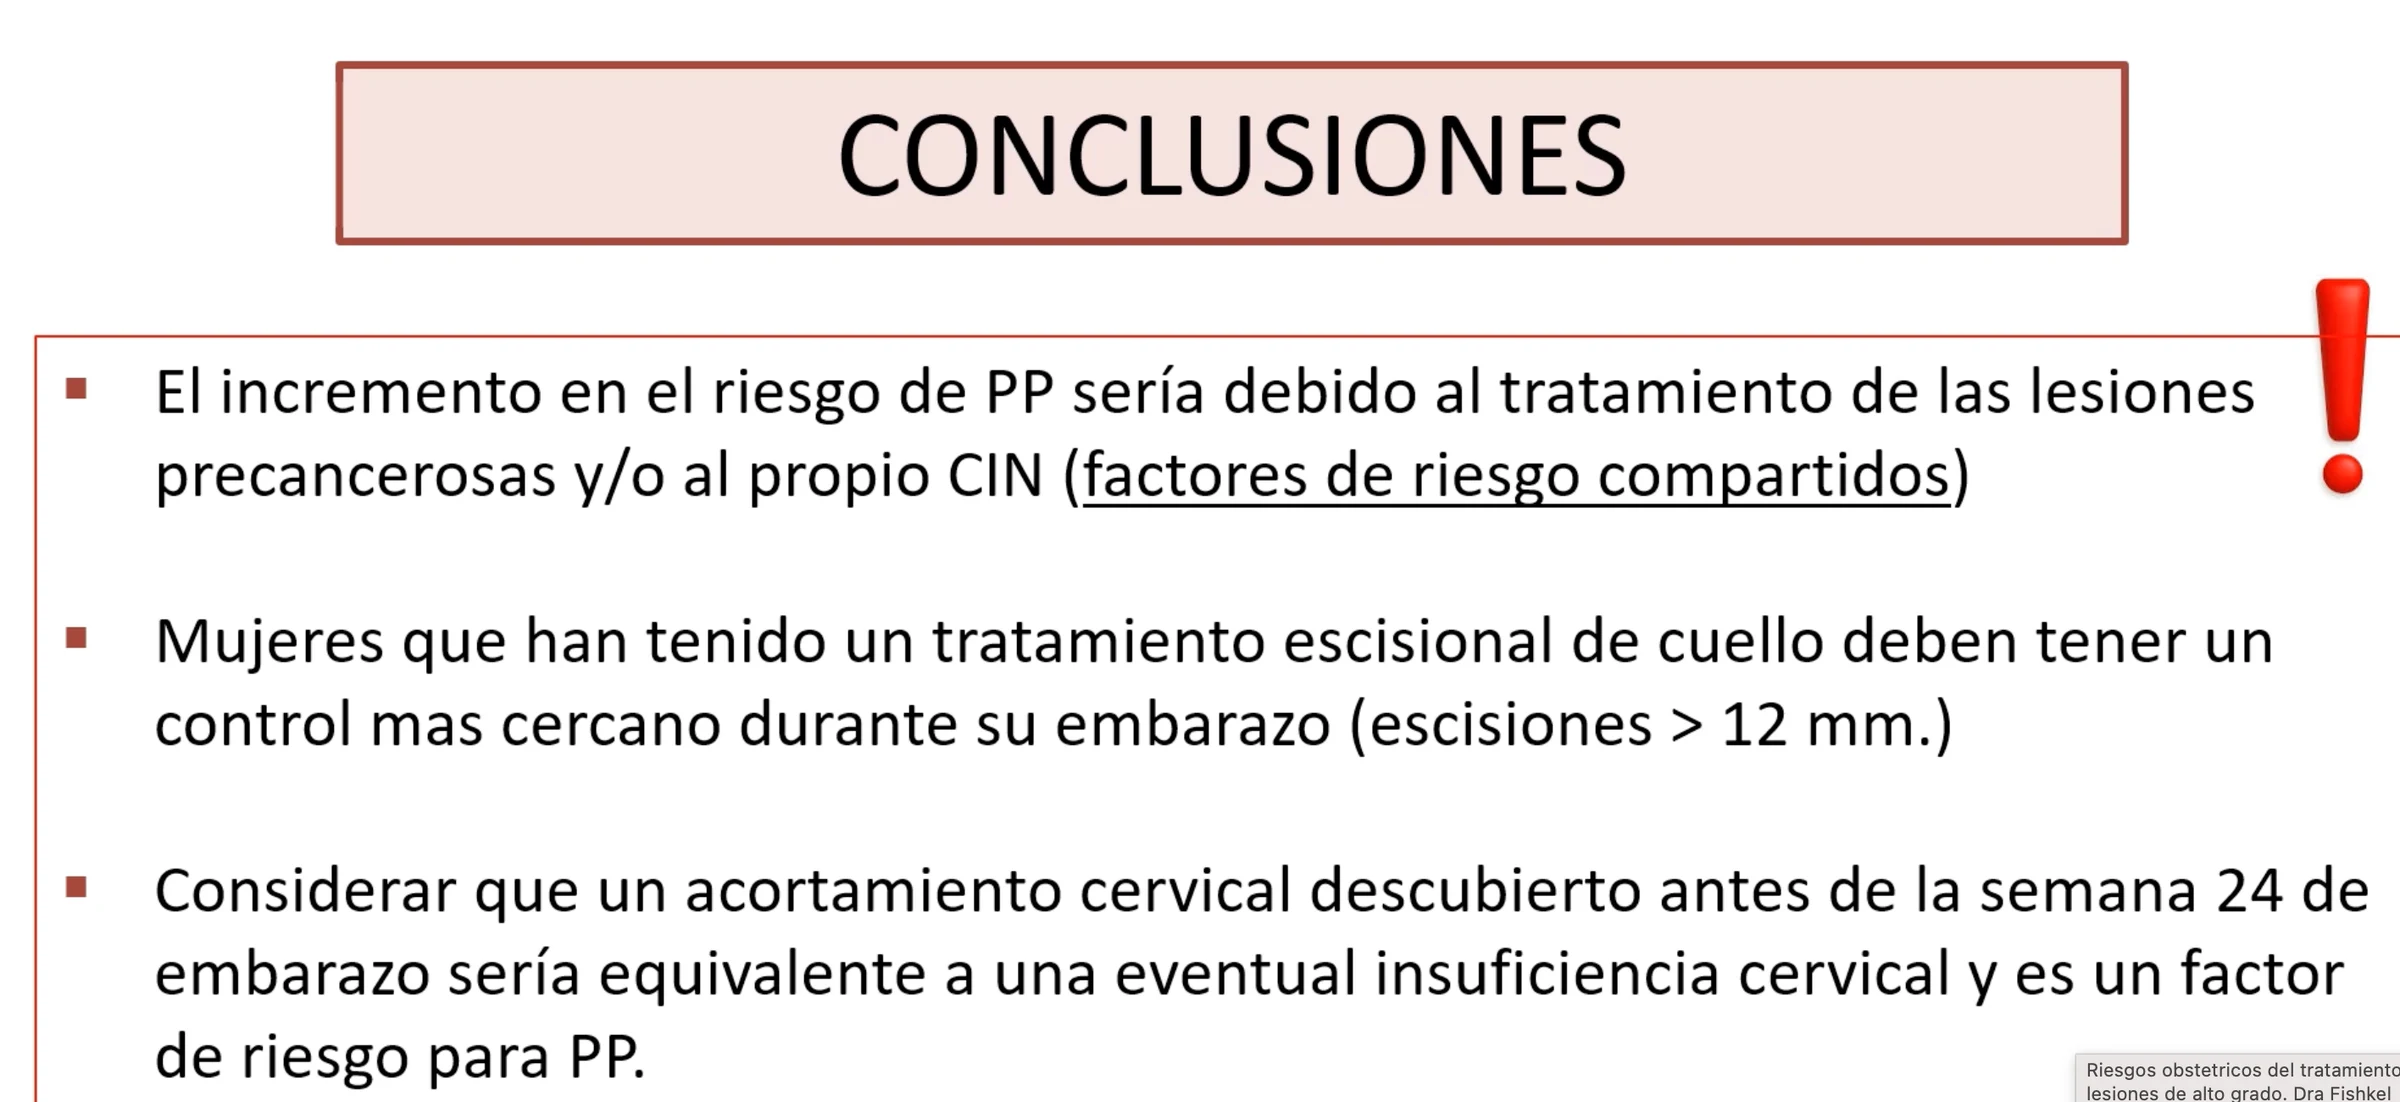 CONCLUSIONES
▪ El incremento en el riesgo de PP sería debido al tratamiento de las lesiones
precancerosas y/o al propio CIN (factores de riesgo compartidos)
▪ Mujeres que han tenido un tratamiento escisional de cuello deben tener un
control mas cercano durante su embarazo (escisiones > 12 mm.)
▪ Considerar que un acortamiento cervical descubierto antes de la semana 24 de
embarazo sería equivalente a una eventual insuficiencia cervical y es un factor
de riesgo para PP.
Riesgos obstetricos del tratamiento
lesiones de alto grado. Dra Fishkel